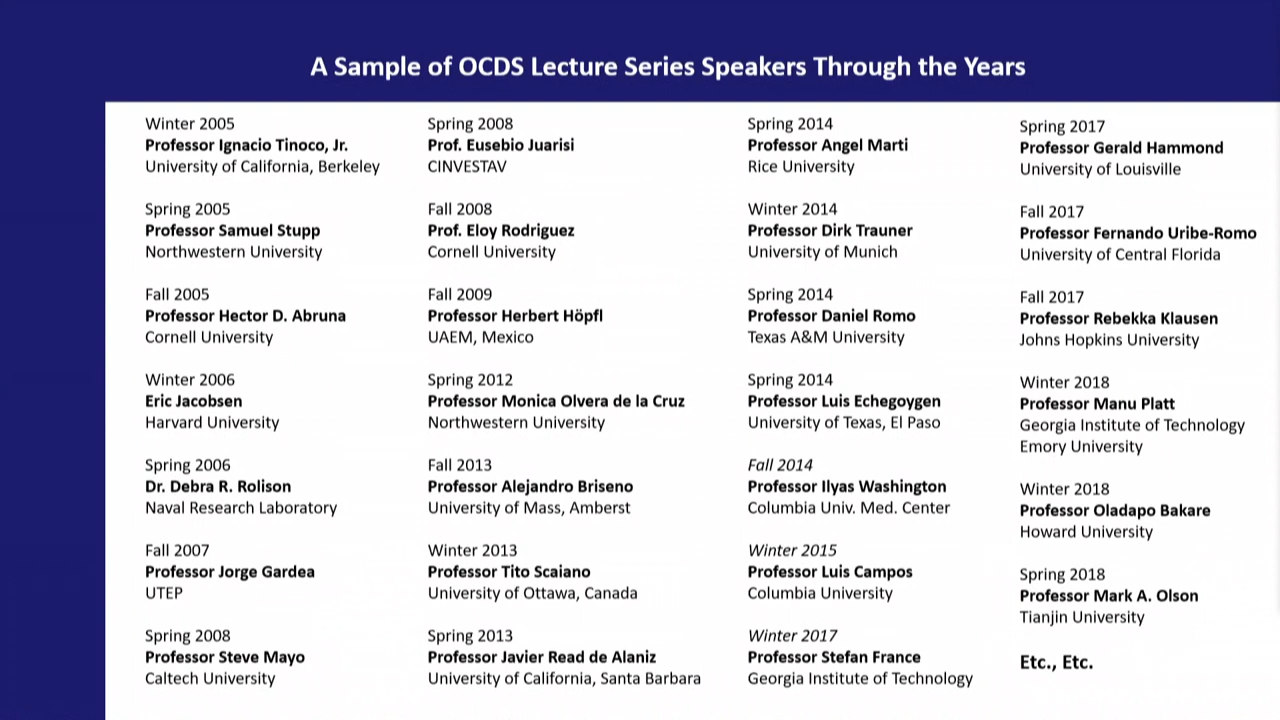 A Sample of OCDS Lecture Series Speakers Through the Years
Winter 2005
Professor Ignacio Tinoco, Jr.
University of California, Berkeley
Spring 2005
Professor Samuel Stupp
Northwestern University
Fall 2005
Professor Hector D. Abruna
Cornell University
Winter 2006
Eric Jacobsen
Harvard University
Spring 2006
Dr. Debra R. Rolison
Naval Research Laboratory
Fall 2007
Professor Jorge Gardea
UTEP
Spring 2008
Professor Steve Mayo
Caltech University
Spring 2008
Prof. Eusebio Juarisi
CINVESTAV
Fall 2008
Prof. Eloy Rodriguez
Cornell University
Fall 2009
Professor Herbert Höpfl
UAEM, Mexico
Spring 2012
Professor Monica Olvera de la Cruz
Northwestern University
Fall 2013
Professor Alejandro Briseno
University of Mass, Amberst
Winter 2013
Professor Tito Scaiano
University of Ottawa, Canada
Spring 2013
Professor Javier Read de Alaniz
University of California, Santa Barbara
Spring 2014
Professor Angel Marti
Rice University
Winter 2014
Professor Dirk Trauner
University of Munich
Spring 2014
Professor Daniel Romo
Texas A&M University
Spring 2014
Professor Luis Echegoygen
University of Texas, El Paso
Fall 2014
Professor Ilyas Washington
Columbia Univ. Med. Center
Winter 2015
Professor Luis Campos
Columbia University
Winter 2017
Professor Stefan France
Georgia Institute of Technology
Spring 2017
Professor Gerald Hammond
University of Louisville
Fall 2017
Professor Fernando Uribe-Romo
University of Central Florida
Fall 2017
Professor Rebekka Klausen
Johns Hopkins University
Winter 2018
Professor Manu Platt
Georgia Institute of Technology
Emory University
Winter 2018
Professor Oladapo Bakare
Howard University
Spring 2018
Professor Mark A. Olson
Tianjin University
Etc., Etc.